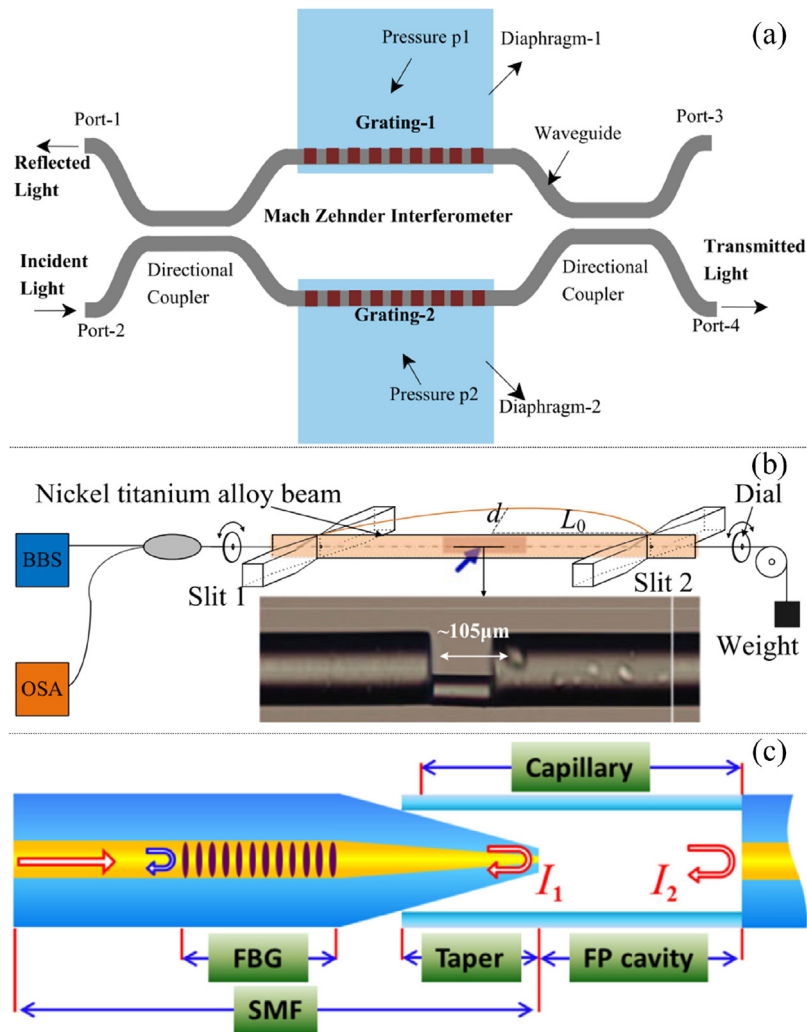 (a)
Pressure p1
Diaphragm-1
Port-1
Grating-1
Waveguide
Port-3
Reflected
Light
Mach Zehnder Interferometer
Incident
Light
Directional
Coupler
Directional
Coupler
Transmitted
Light
Port-2
Grating-2
Port-4
Pressure p2
Diaphragm-2
(b)
Nickel titanium alloy beam
d
L0
Dial
BBS
Slit 1
Slit 2
~105μm
Weight
OSA
(c)
Capillary
I1
I2
FBG
Taper
FP cavity
SMF